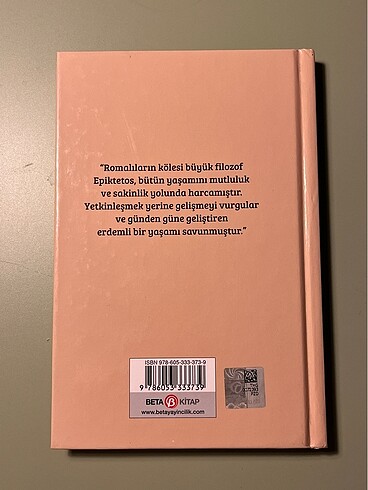 “Romalıların kölesi büyük filozof
Epiktetos, bütün yaşamını mutluluk
ve sakinlik yolunda harcamıştır.
Yetkinleşmek yerine gelişmeyi vurgular
ve günden güne geliştiren
erdemli bir yaşamı savunmuştur.”
ISBN 978-605-333-373-9
9 786053 333739
BETA B KİTAP
www.betayayincilik.com